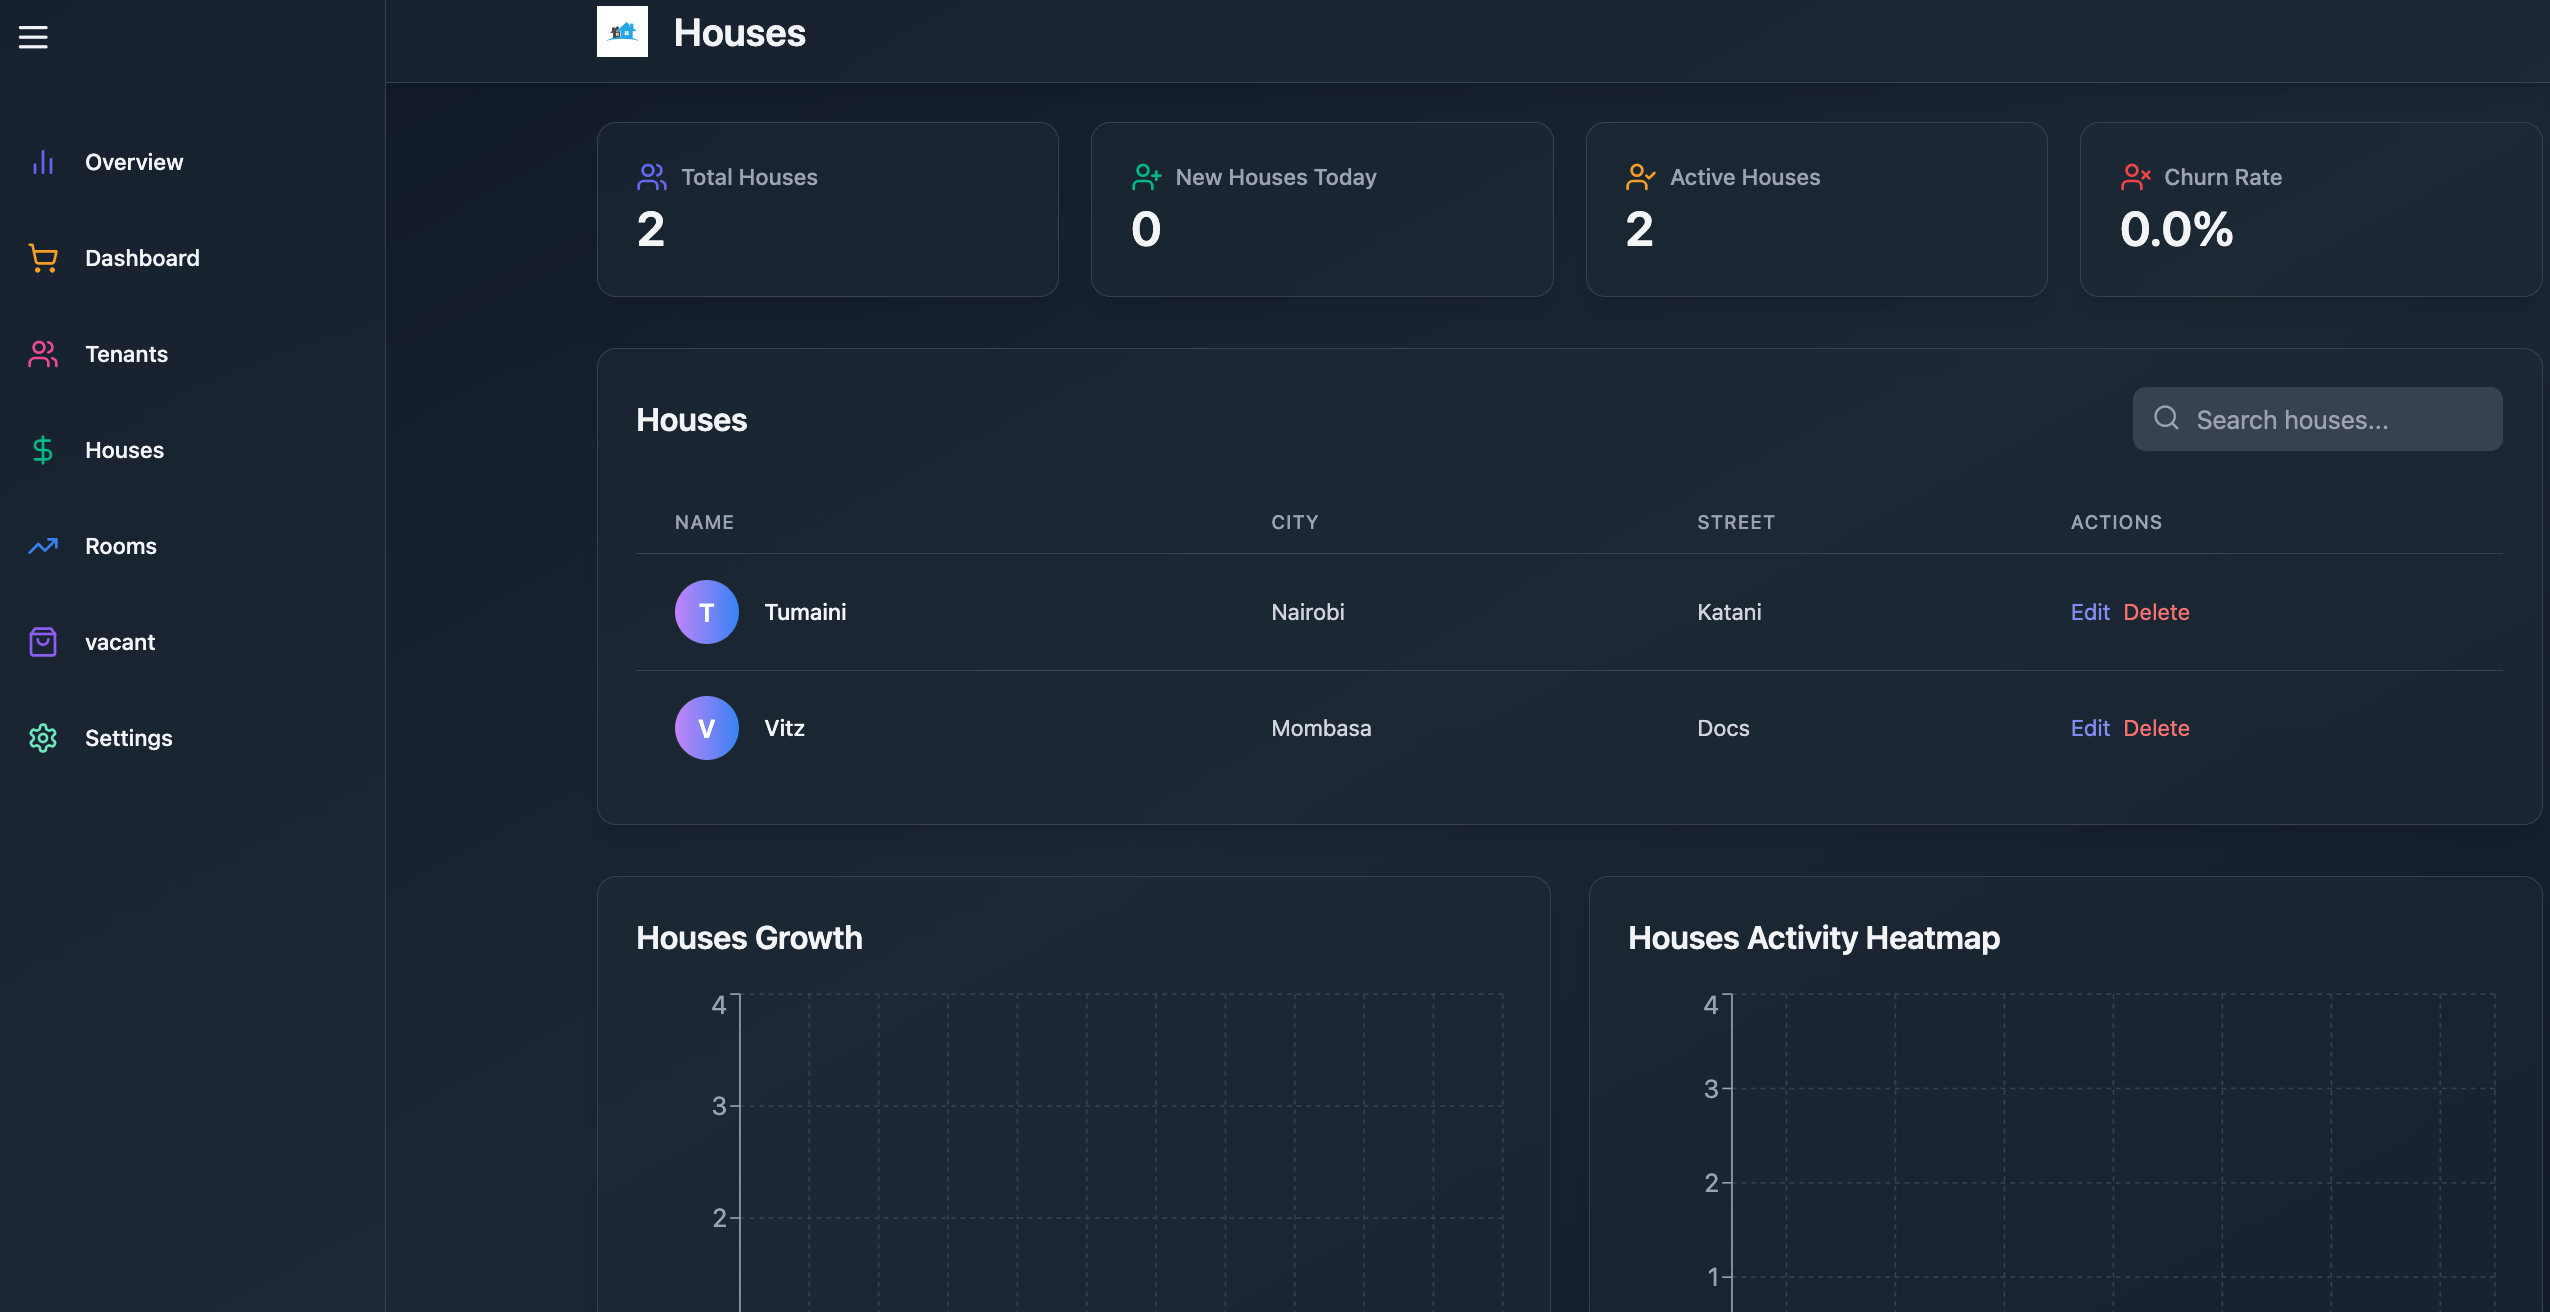 Houses
Overview
Dashboard
Tenants
Houses
Rooms
vacant
Settings
Total Houses
2
New Houses Today
0
Active Houses
2
Churn Rate
0.0%
Houses
Search houses...
NAME CITY STREET ACTIONS
T Tumaini Nairobi Katani Edit Delete
V Vitz Mombasa Docs Edit Delete
Houses Growth
4
3
2
Houses Activity Heatmap
4
3
2
1